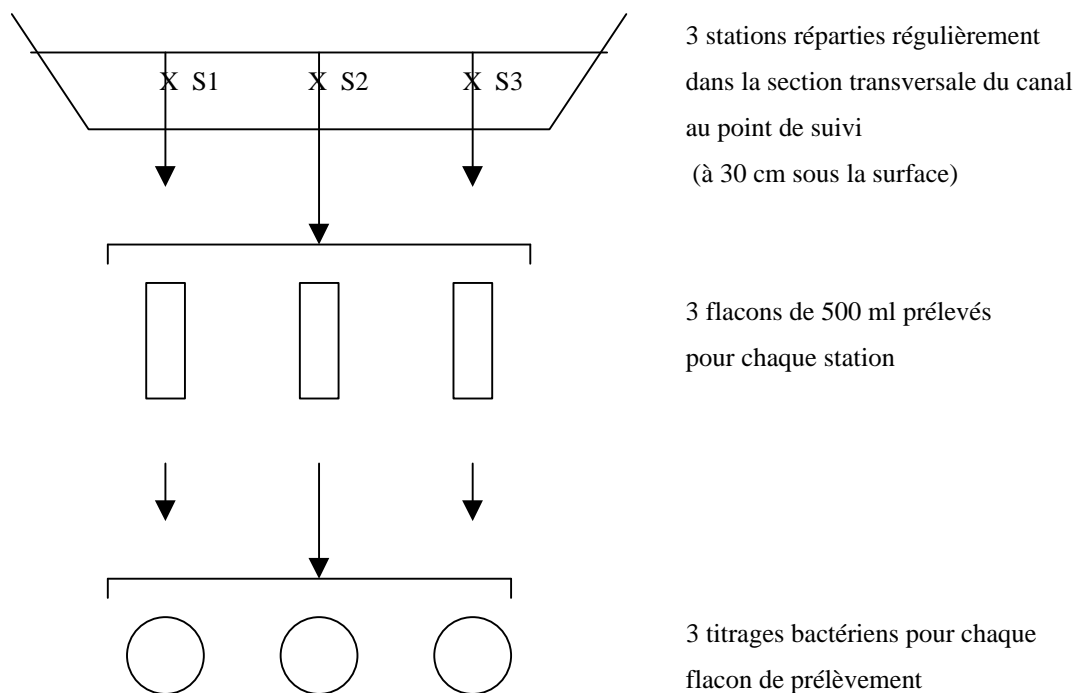 3 stations réparties régulièrement
X S1 X S2 X S3
dans la section transversale du canal
au point de suivi
(à 30 cm sous la surface)
3 flacons de 500 ml prélevés
pour chaque station
3 titrages bactériens pour chaque
flacon de prélèvement